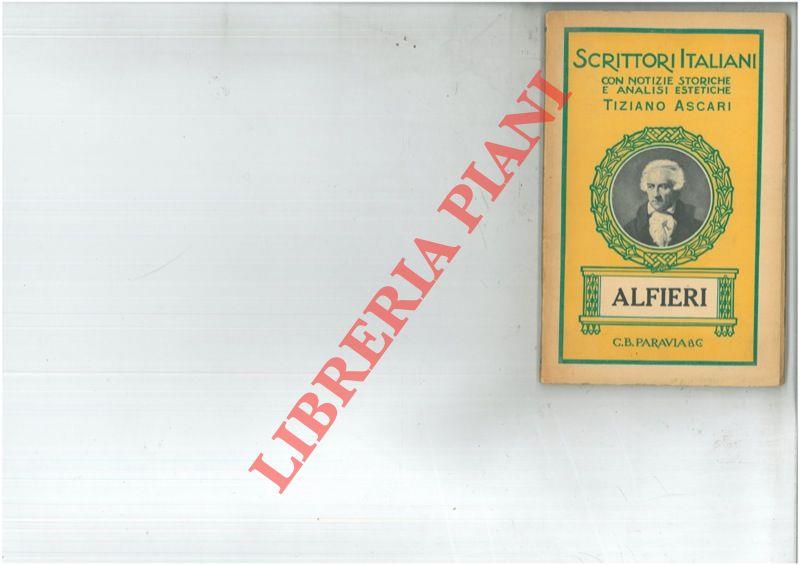 SCRITTORI ITALIANI
CON NOTIZIE STORICHE
E ANALISI ESTETICHE
TIZIANO ASCARI
ALFIERI
G.B. PARAVIA & C.
LIBRERIA PIANI